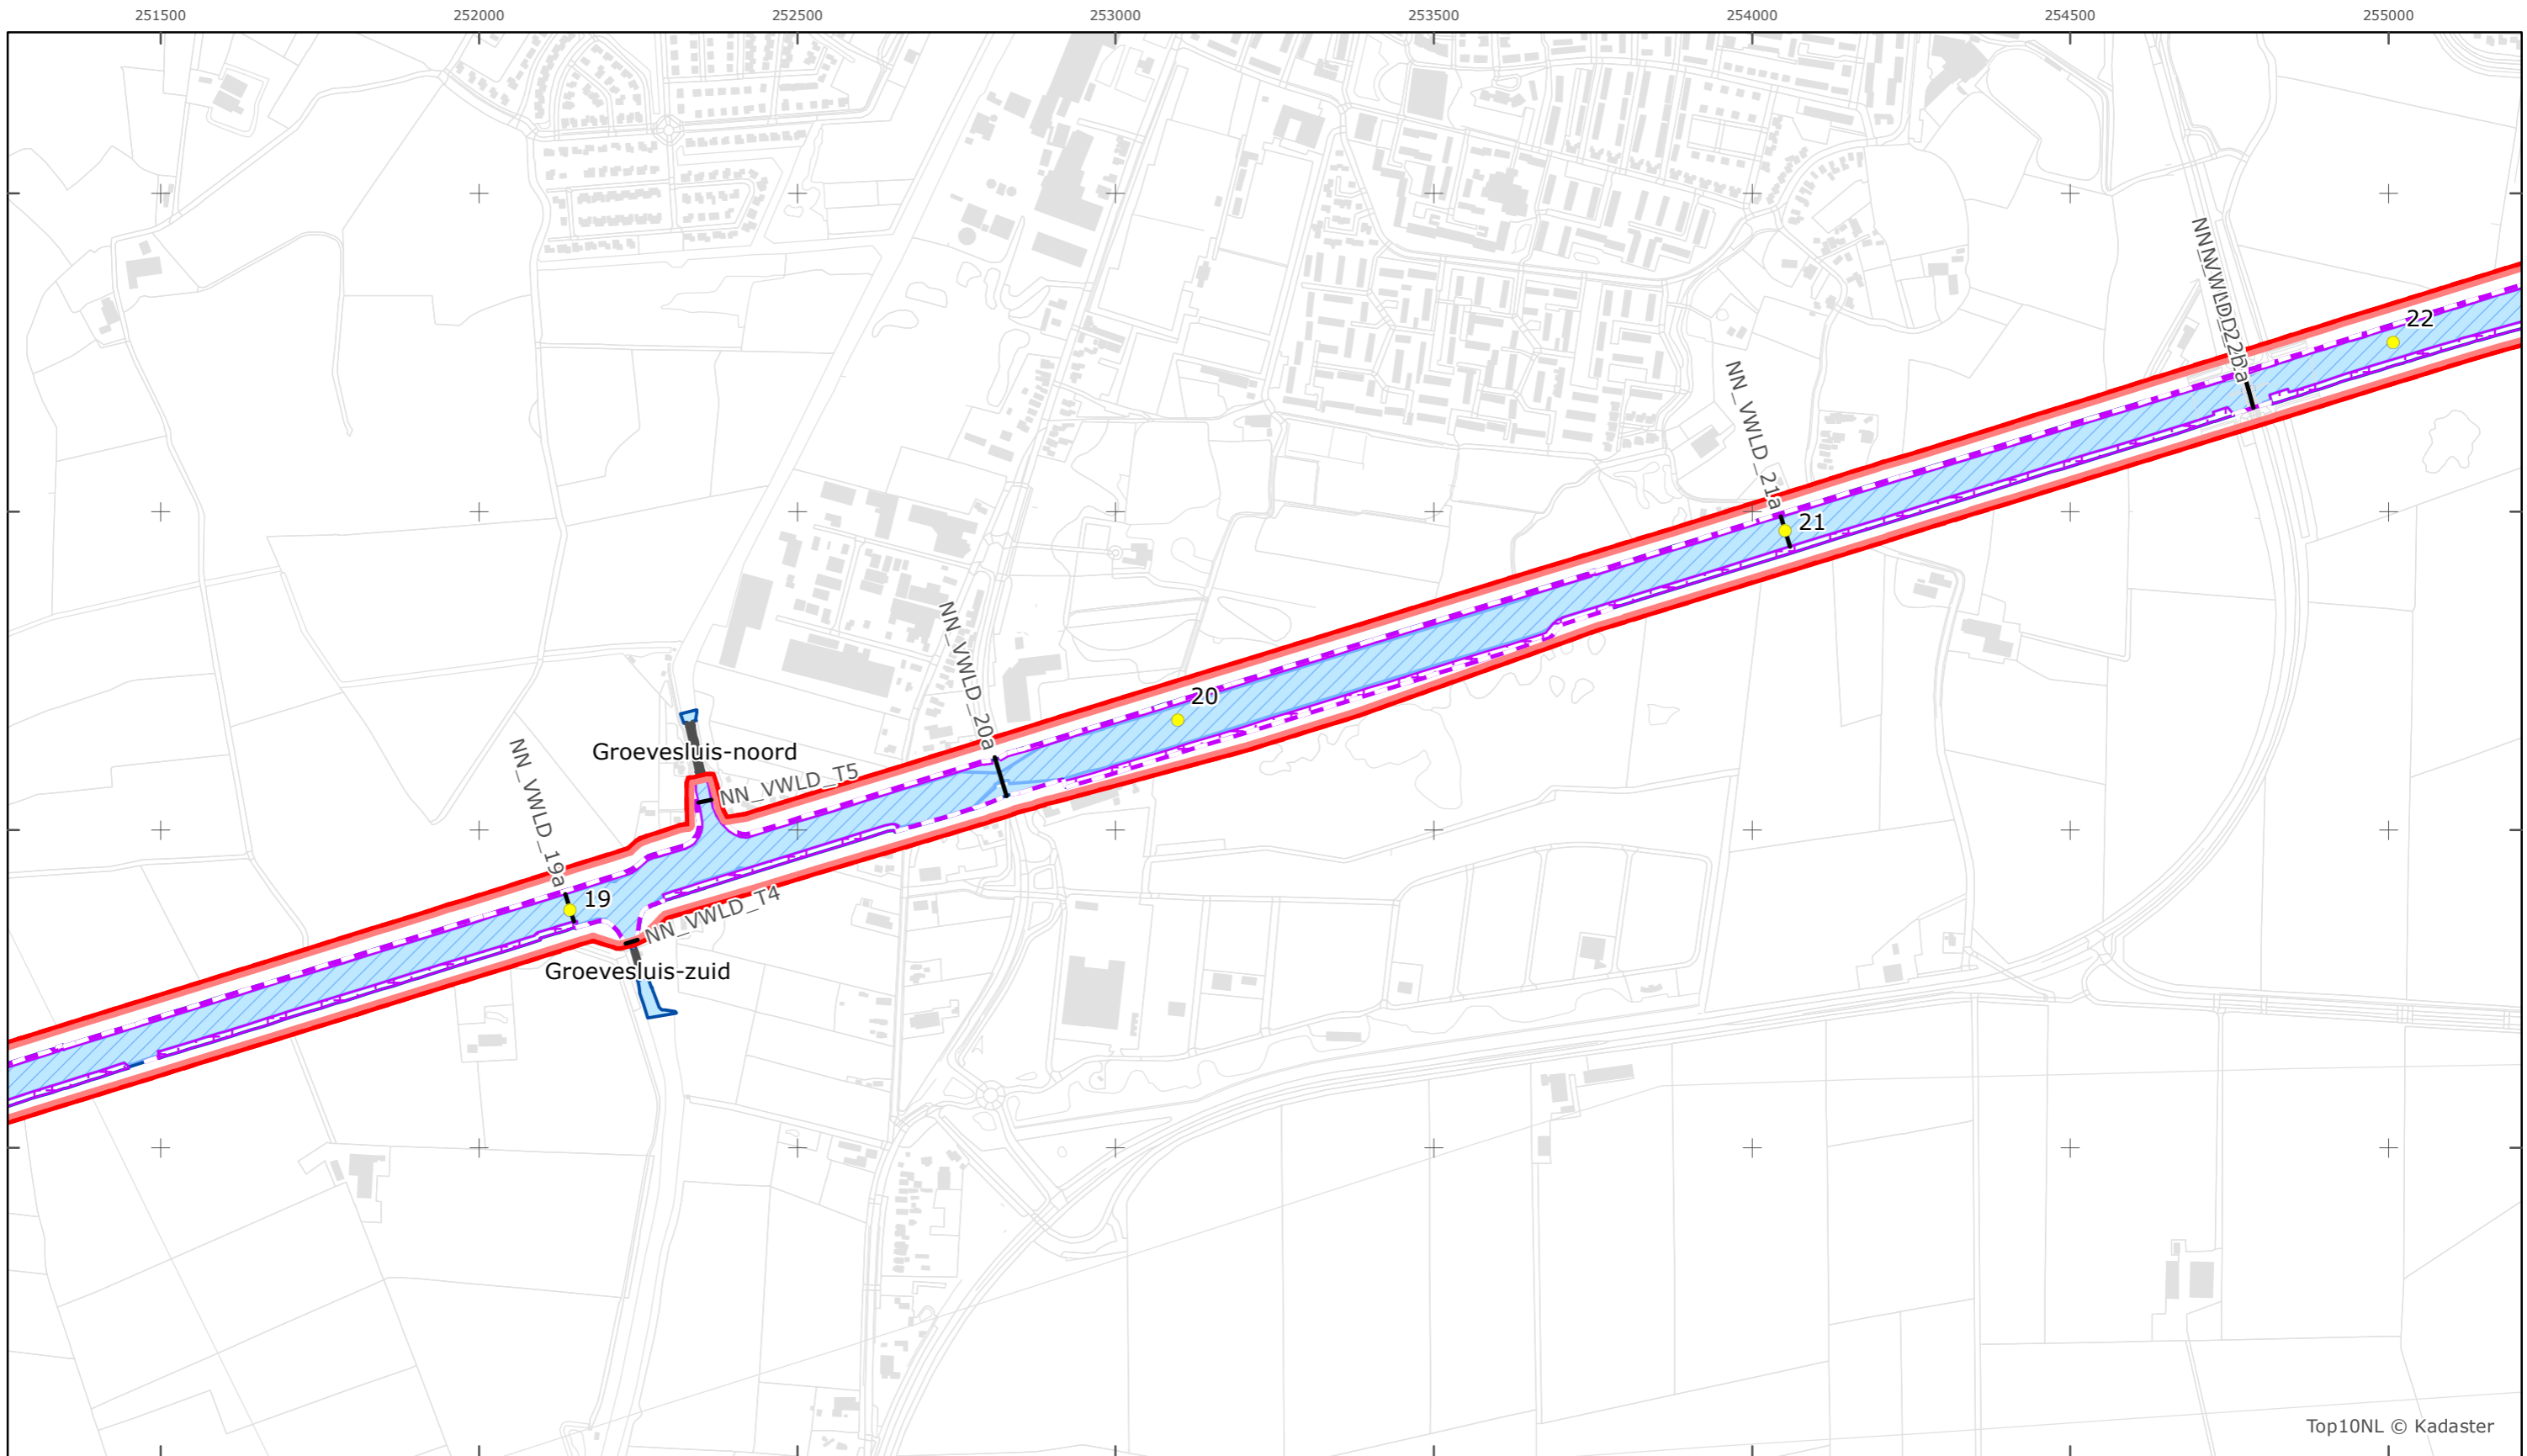 251500 252000 252500 253000 253500 254000 254500 255000
22
NN_VWLD_21a
21
NN_VWLD_20a
20
Groevesluis-noord
NN_VWLD_T5
NN_VWLD_19a
19
NN_VWLD_T4
Groevesluis-zuid
Top10NL © Kadaster